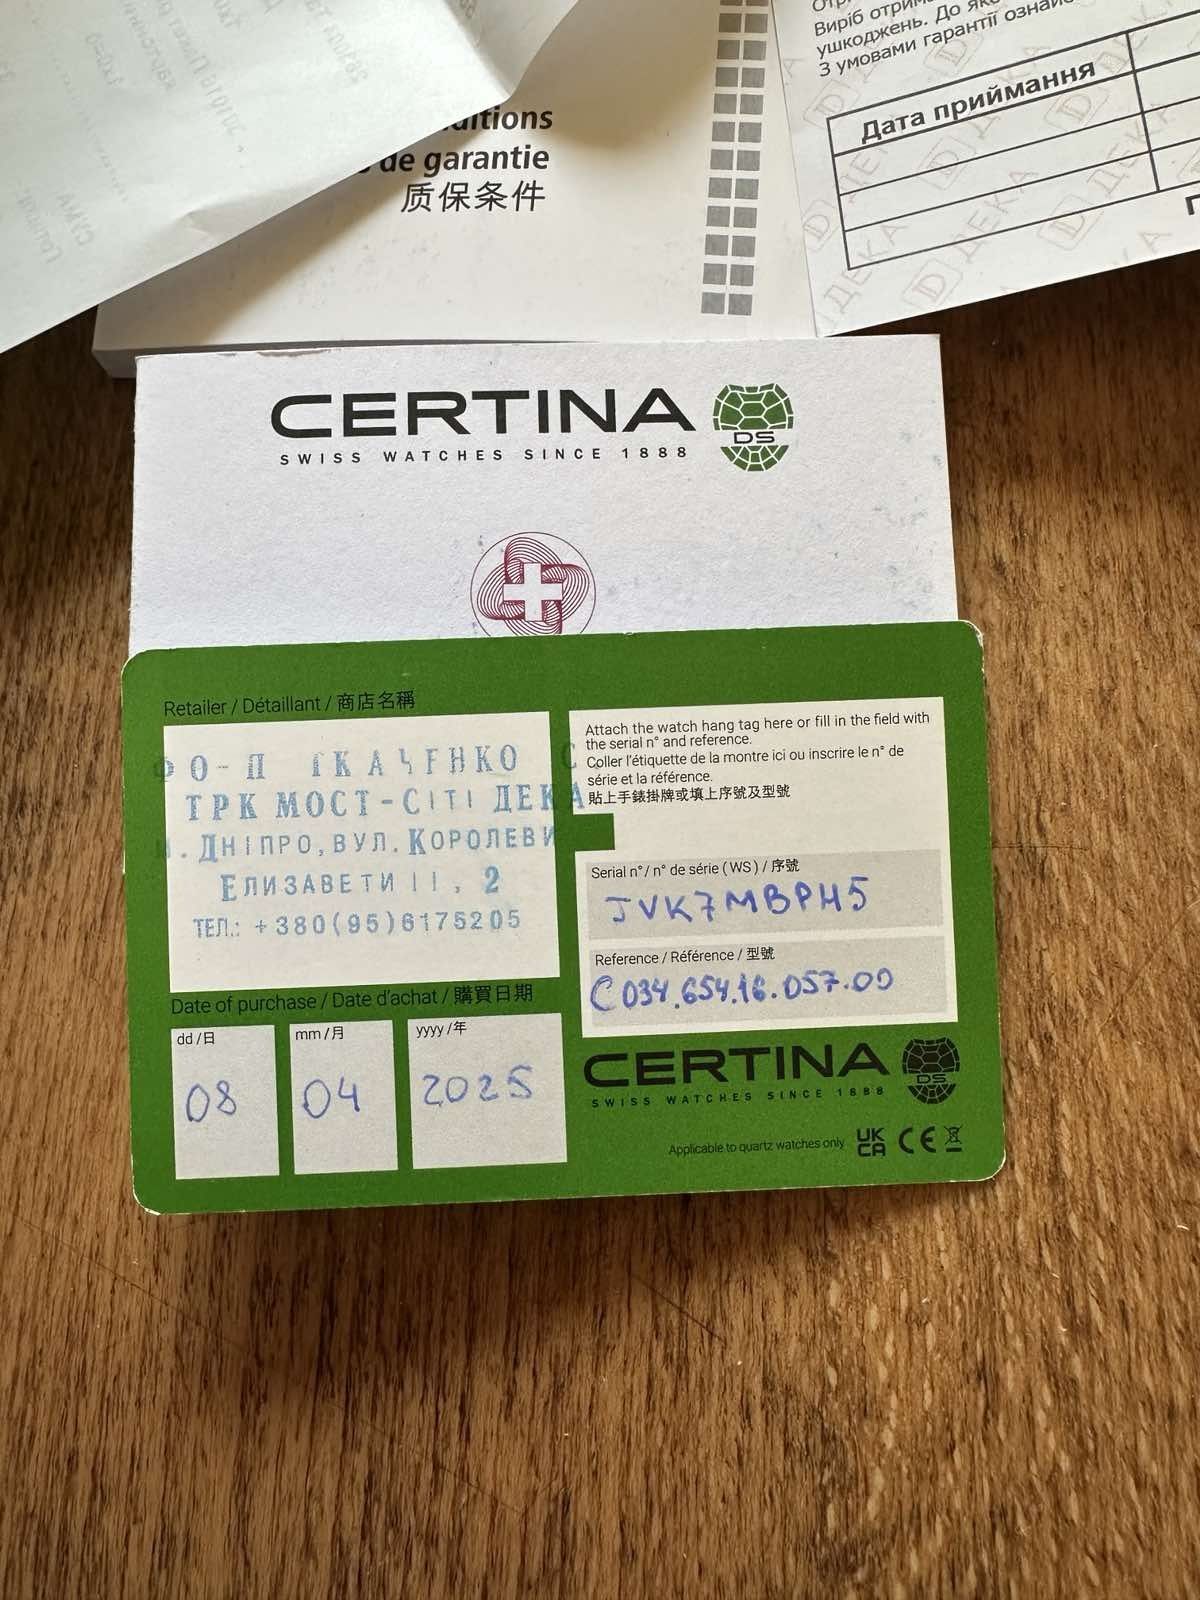 Виріб
ушкоджень. До
З умовами гарантії
Дата приймання
ДЕКА
de garantie
质保条件
CERTINA
DS
SWISS WATCHES SINCE 1888
Retailer / Détaillant / 商店名稱
ФО-П ТКАЧЕНКО С
ТРК МОСТ-СІТІ ДЕКА
м. ДНІПРО, ВУЛ. КОРОЛЕВИ
ЕЛИЗАВЕТИ ІІ, 2
ТЕЛ.: +380(95)6175205
Date of purchase / Date d'achat / 購買日期
dd /日 mm /月 yyyy /年
08 04 2025
Attach the watch hang tag here or fill in the field with
the serial n° and reference.
Coller l'étiquette de la montre ici ou inscrire le n° de
série et la référence.
貼上手錶掛牌或填上序號及型號
Serial n°/ n° de série (WS) / 序號
JVK7MBPH5
Reference / Référence / 型號
C034.654.16.057.00
CERTINA
DS
SWISS WATCHES SINCE 1888
Applicable to quartz watches only UK CA CE